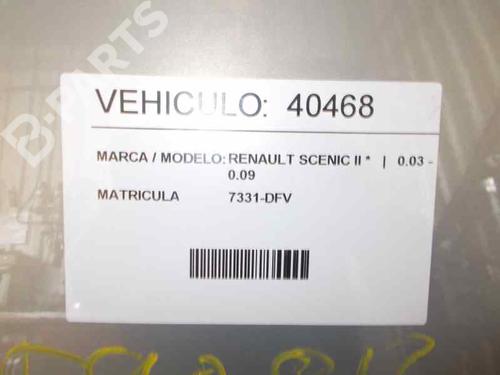 B-PARTS
VEHICULO: 40468
MARCA / MODELO: RENAULT SCENIC II * | 0.03 -
0.09
MATRICULA 7331-DFV